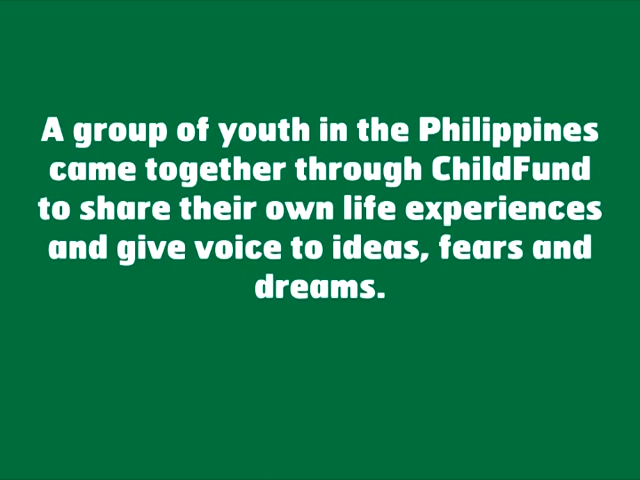 A group of youth in the Philippines
came together through ChildFund
to share their own life experiences
and give voice to ideas, fears and
dreams.